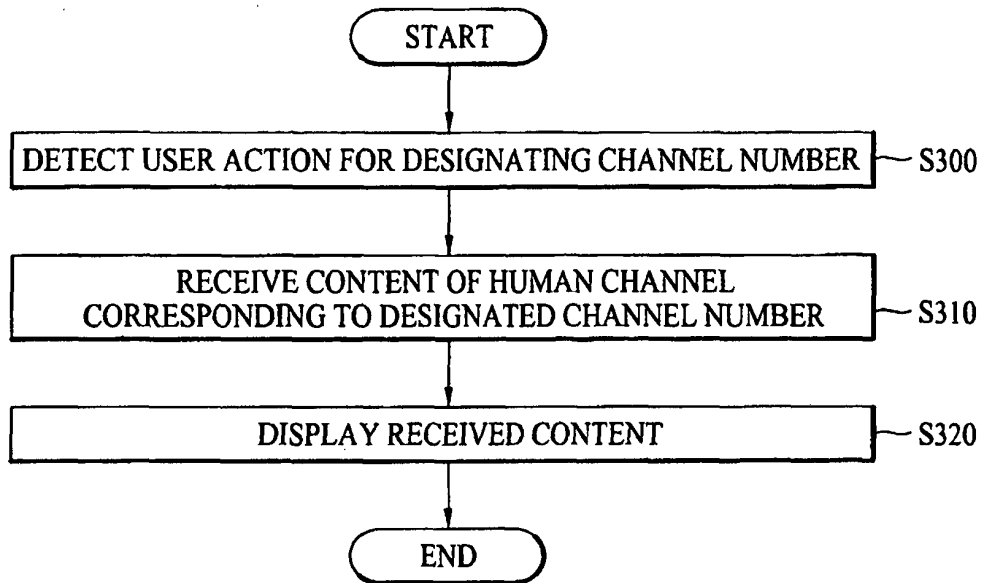 START
DETECT USER ACTION FOR DESIGNATING CHANNEL NUMBER
S300
RECEIVE CONTENT OF HUMAN CHANNEL
CORRESPONDING TO DESIGNATED CHANNEL NUMBER
S310
DISPLAY RECEIVED CONTENT
S320
END